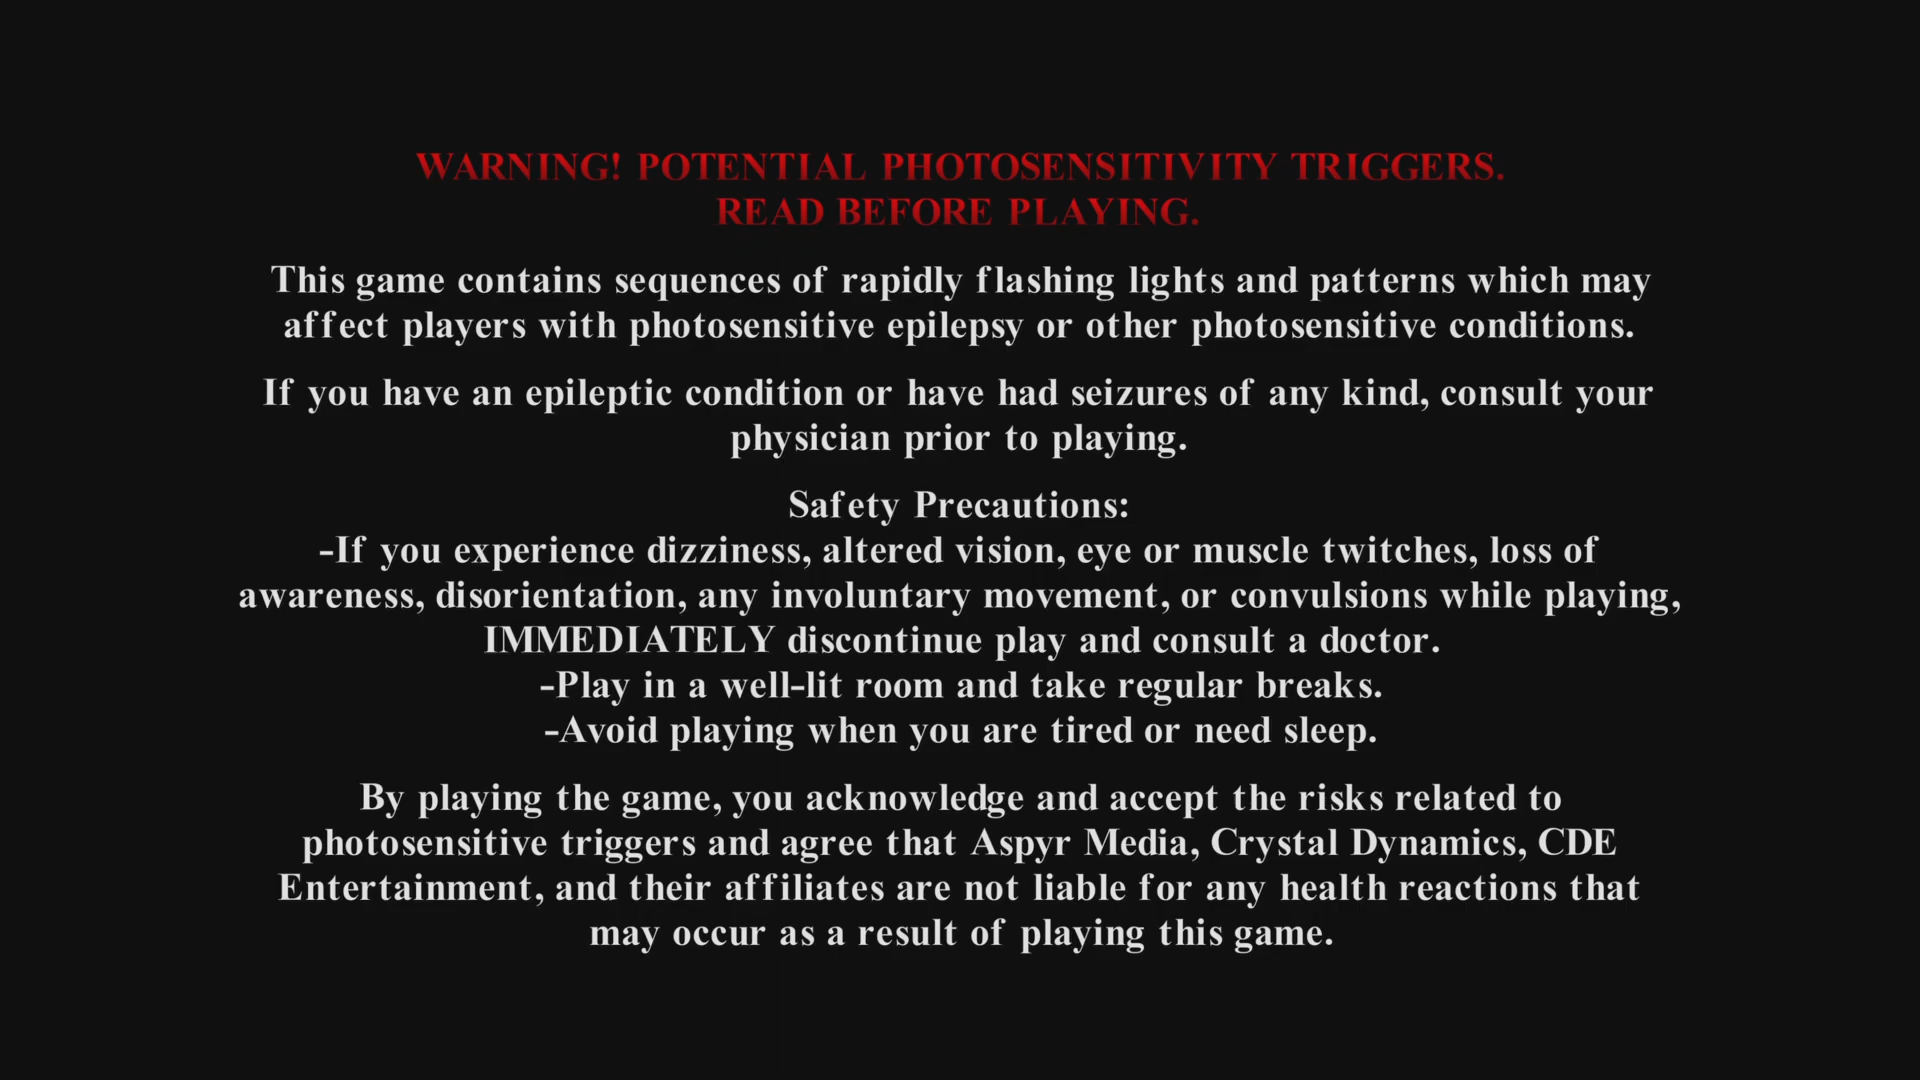 WARNING! POTENTIAL PHOTOSENSITIVITY TRIGGERS.
READ BEFORE PLAYING.
This game contains sequences of rapidly flashing lights and patterns which may
affect players with photosensitive epilepsy or other photosensitive conditions.
If you have an epileptic condition or have had seizures of any kind, consult your
physician prior to playing.
Safety Precautions:
-If you experience dizziness, altered vision, eye or muscle twitches, loss of
awareness, disorientation, any involuntary movement, or convulsions while playing,
IMMEDIATELY discontinue play and consult a doctor.
-Play in a well-lit room and take regular breaks.
-Avoid playing when you are tired or need sleep.
By playing the game, you acknowledge and accept the risks related to
photosensitive triggers and agree that Aspyr Media, Crystal Dynamics, CDE
Entertainment, and their affiliates are not liable for any health reactions that
may occur as a result of playing this game.